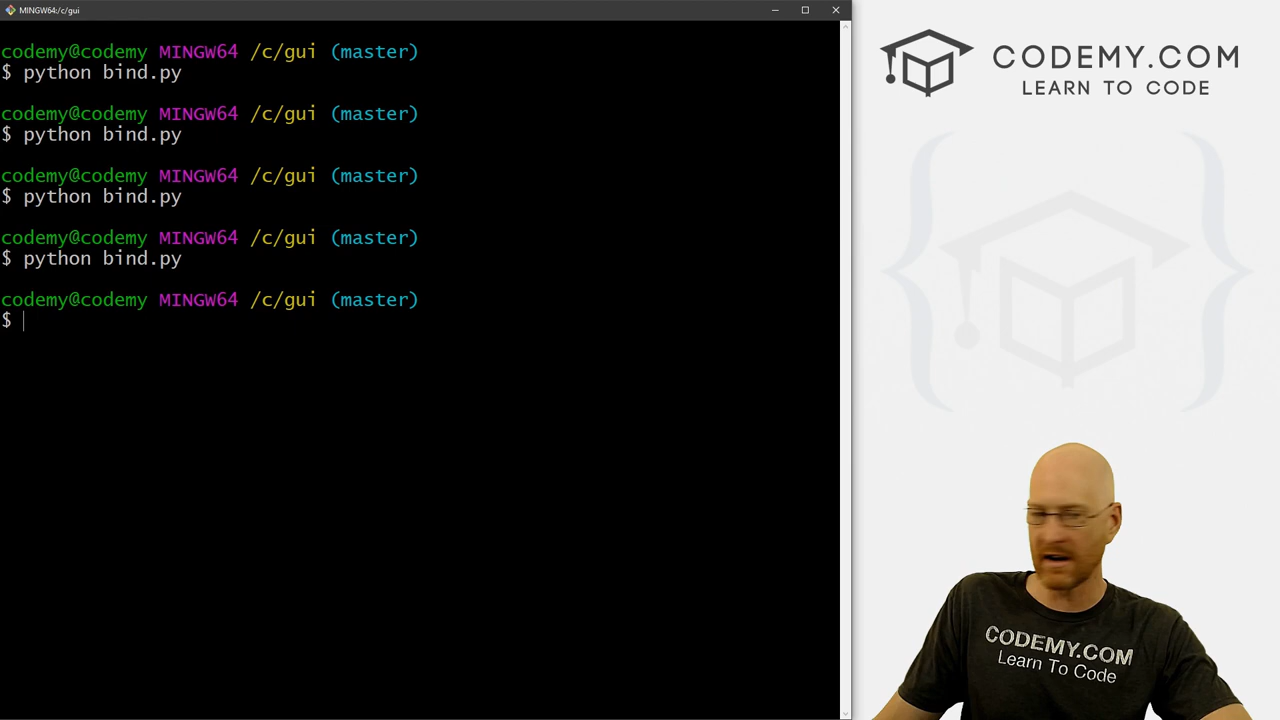 MINGW64:/c/gui
codemy@codemy MINGW64 /c/gui (master)
$ python bind.py
codemy@codemy MINGW64 /c/gui (master)
$ python bind.py
codemy@codemy MINGW64 /c/gui (master)
$ python bind.py
codemy@codemy MINGW64 /c/gui (master)
$ python bind.py
codemy@codemy MINGW64 /c/gui (master)
$
CODEMY.COM
LEARN TO CODE
CODEMY.COM
Learn To Code